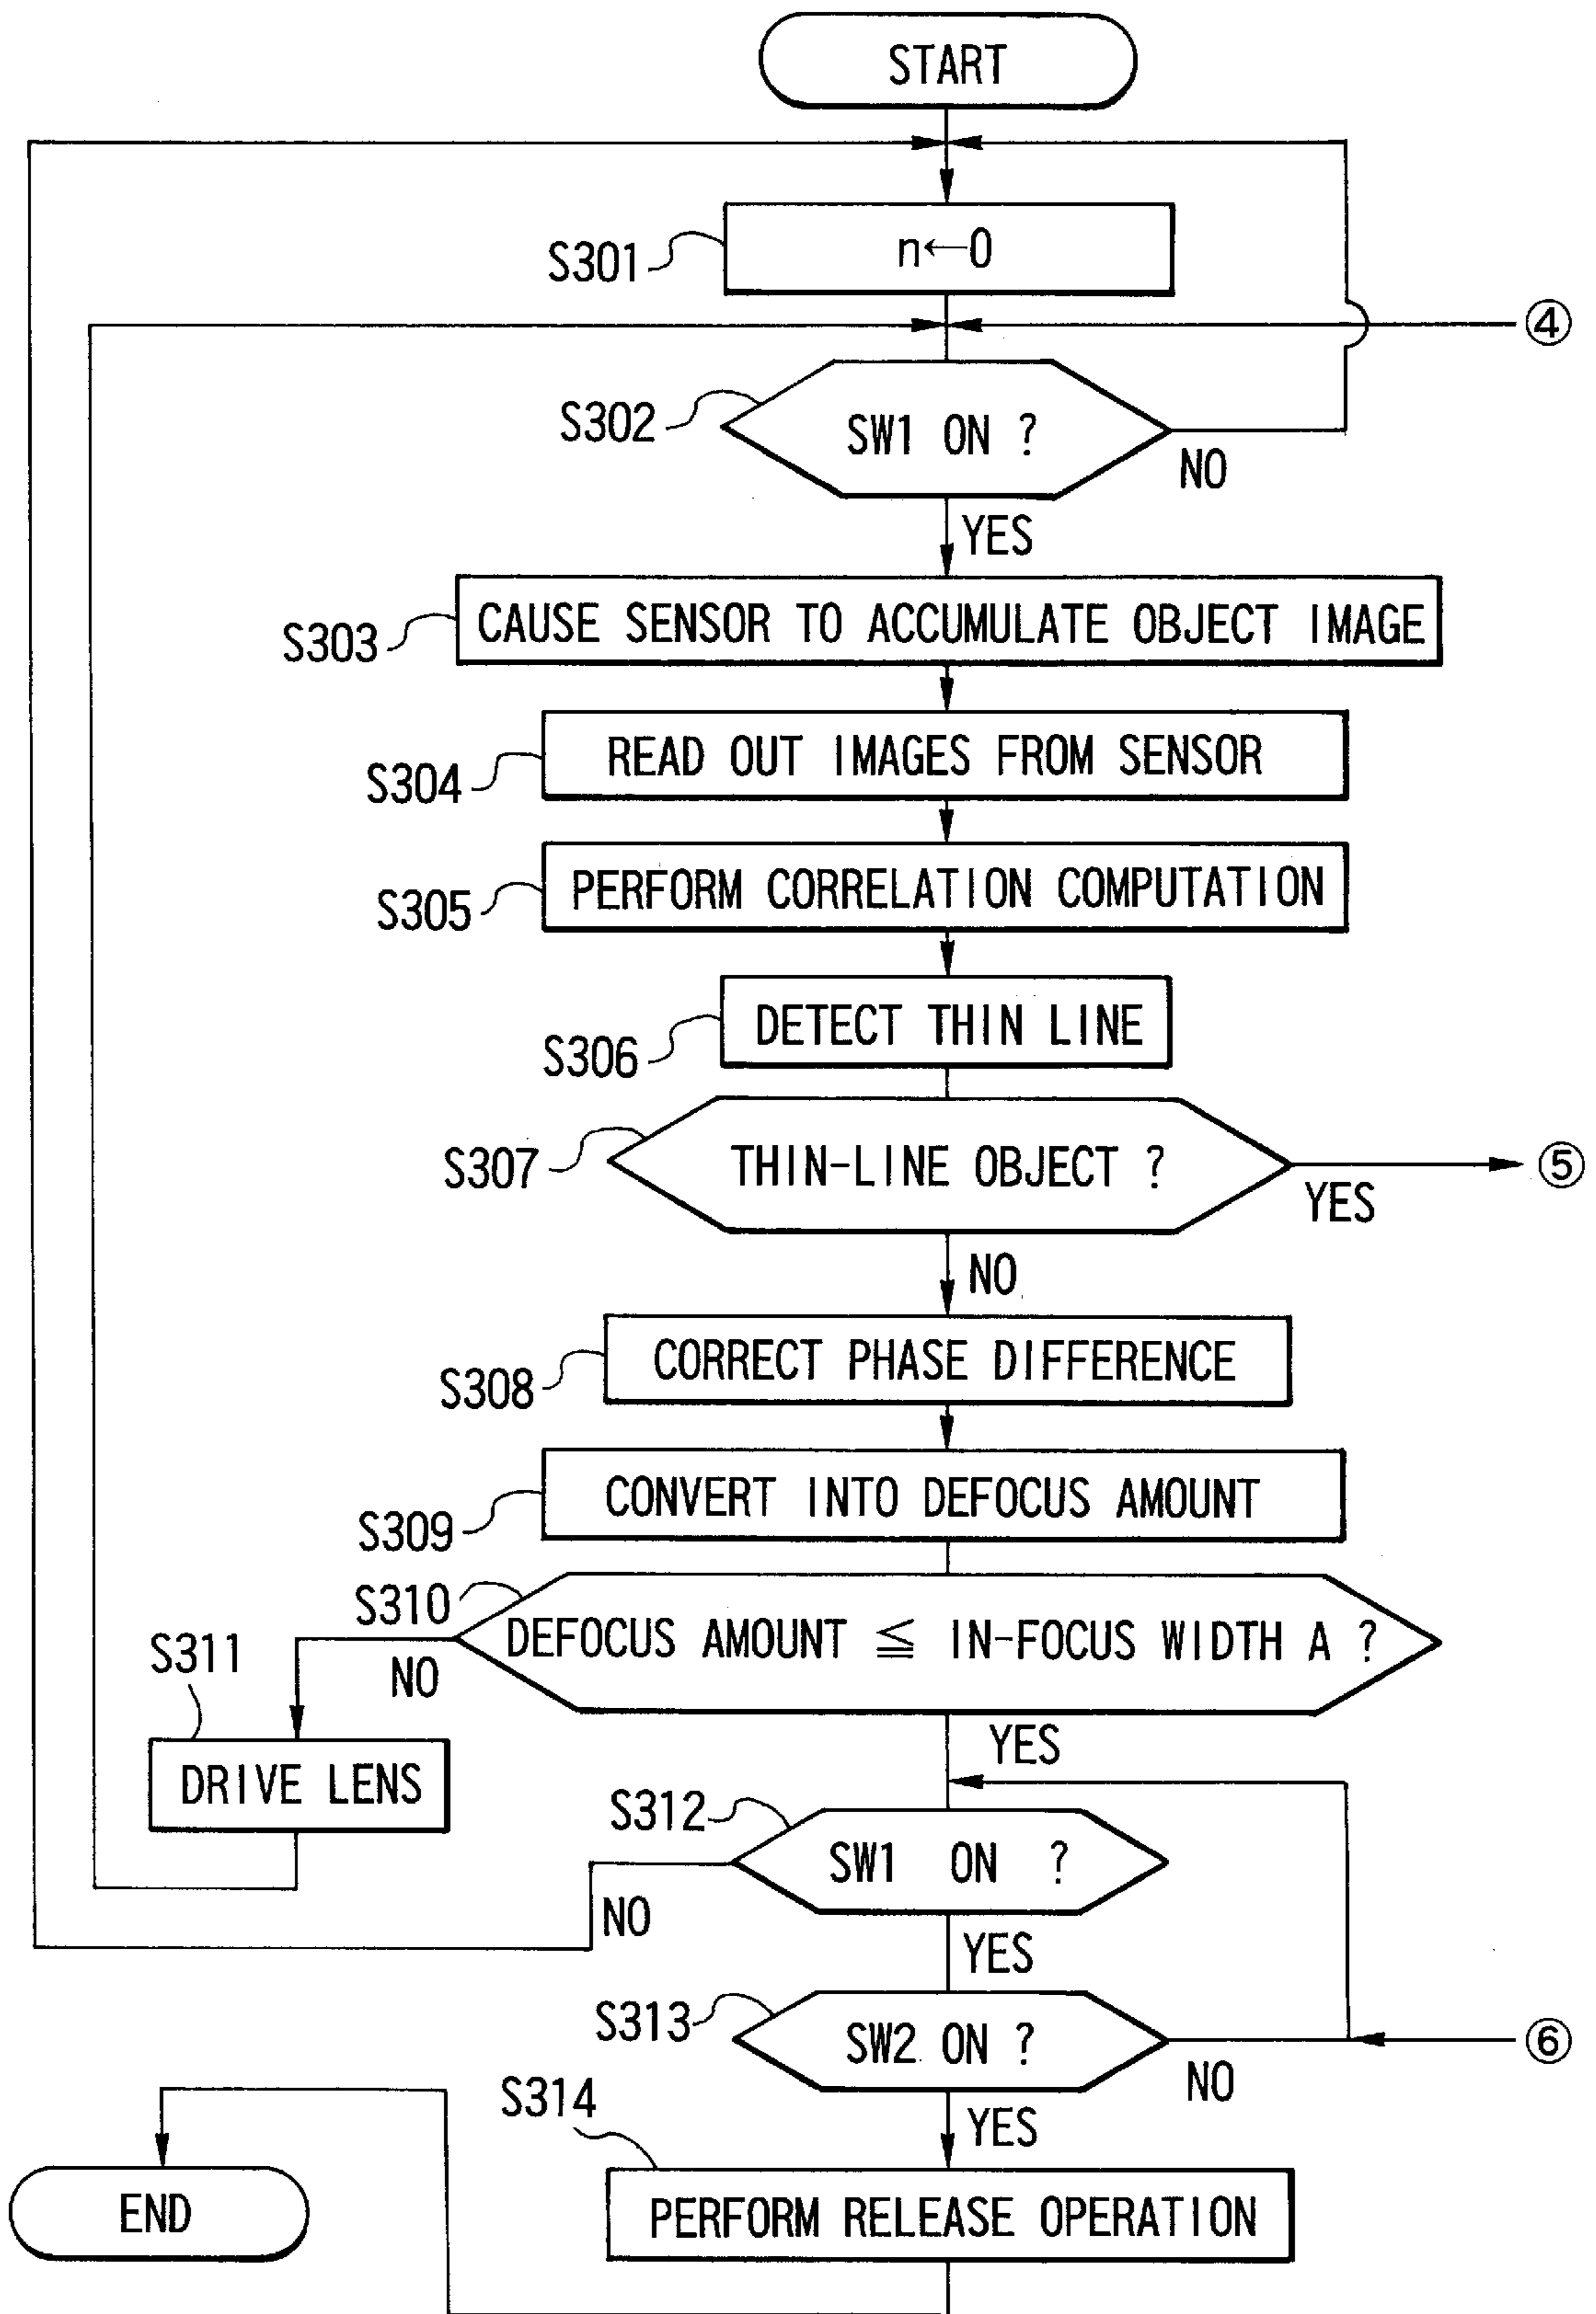 START
S301
n←0
④
S302
SW1 ON ?
NO
YES
S303
CAUSE SENSOR TO ACCUMULATE OBJECT IMAGE
S304
READ OUT IMAGES FROM SENSOR
S305
PERFORM CORRELATION COMPUTATION
S306
DETECT THIN LINE
S307
THIN-LINE OBJECT ?
⑤
YES
NO
S308
CORRECT PHASE DIFFERENCE
S309
CONVERT INTO DEFOCUS AMOUNT
S310
DEFOCUS AMOUNT ≦ IN-FOCUS WIDTH A ?
S311
NO
YES
DRIVE LENS
S312
SW1 ON ?
NO
YES
S313
SW2 ON ?
⑥
NO
S314
YES
END
PERFORM RELEASE OPERATION